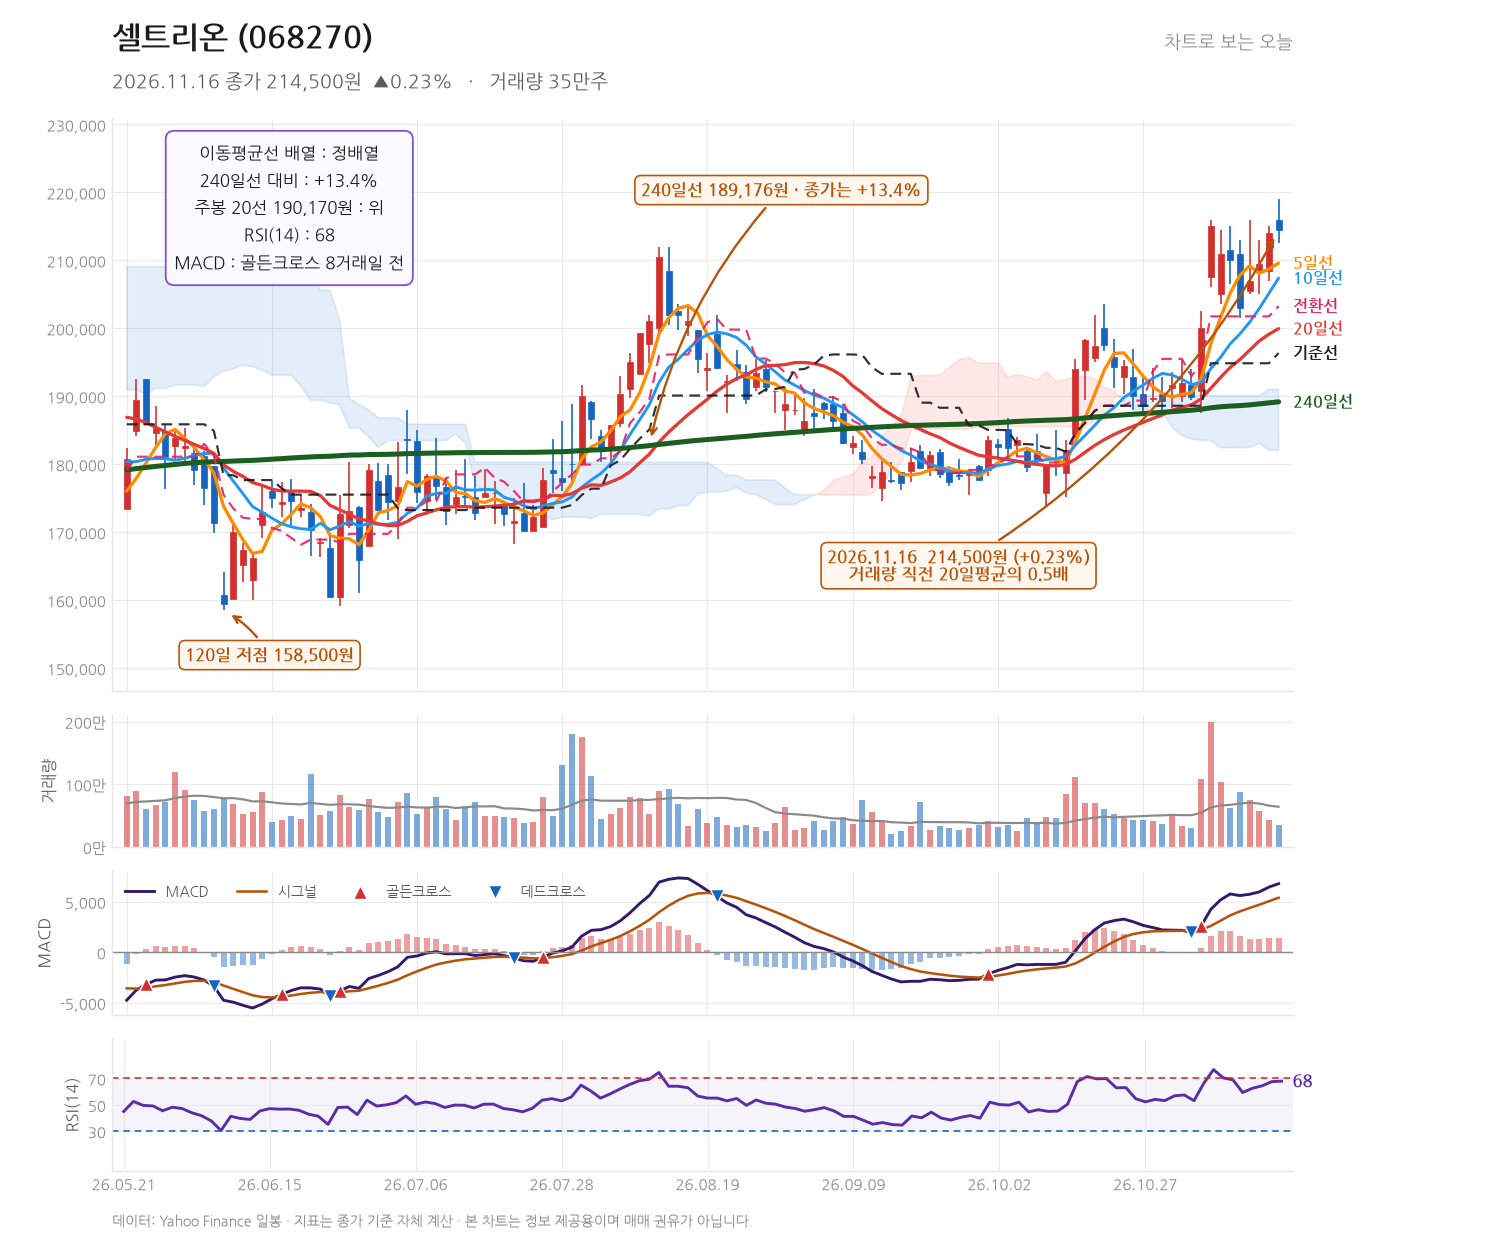 셀트리온 (068270)
차트로 보는 오늘
2026.11.16 종가 214,500원 ▲0.23% · 거래량 35만주
230,000
220,000
210,000
200,000
190,000
180,000
170,000
160,000
150,000
이동평균선 배열 : 정배열
240일선 대비 : +13.4%
주봉 20선 190,170원 : 위
RSI(14) : 68
MACD : 골든크로스 8거래일 전
240일선 189,176원 · 종가는 +13.4%
2026.11.16 214,500원 (+0.23%)
거래량 직전 20일평균의 0.5배
120일 저점 158,500원
5일선
10일선
전환선
20일선
기준선
240일선
거래량
200만
100만
0만
MACD
MACD 시그널 골든크로스 데드크로스
5,000
0
-5,000
RSI(14)
70
50
30
68
26.05.21 26.06.15 26.07.06 26.07.28 26.08.19 26.09.09 26.10.02 26.10.27
데이터: Yahoo Finance 일봉 · 지표는 종가 기준 자체 계산 · 본 차트는 정보 제공용이며 매매 권유가 아닙니다.